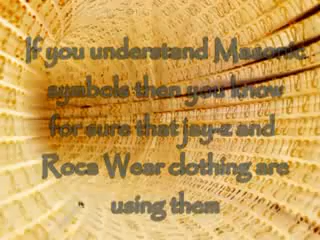 If you understand Masonic
symbols then you know
for sure that jay-z and
Roca Wear clothing are
using them